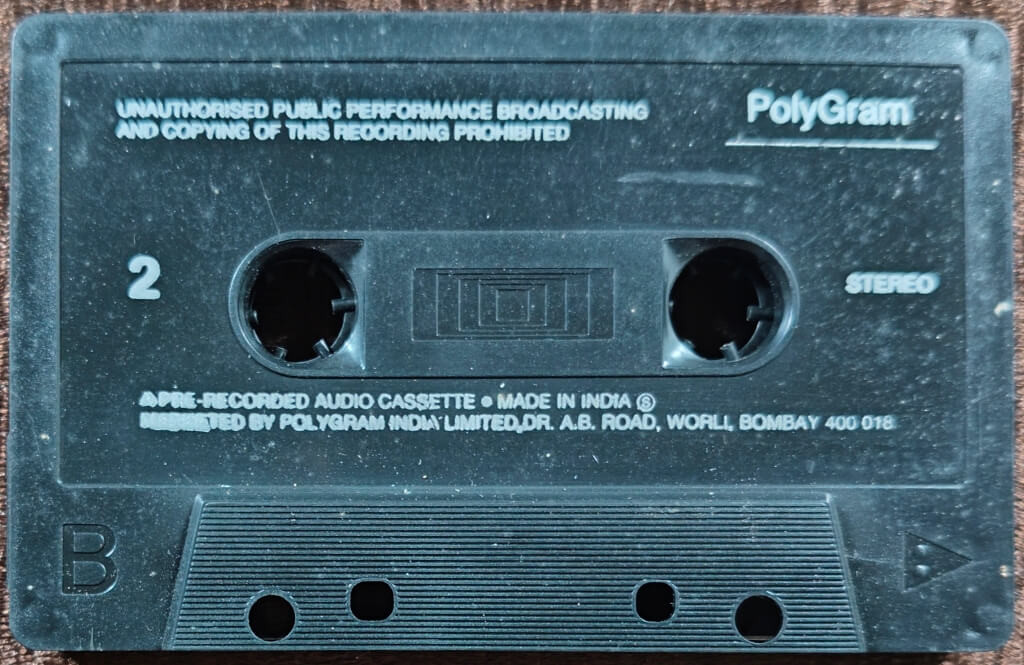 UNAUTHORISED PUBLIC PERFORMANCE BROADCASTING
AND COPYING OF THIS RECORDING PROHIBITED
PolyGram
2
STEREO
A PRE-RECORDED AUDIO CASSETTE • MADE IN INDIA Ⓢ
BY POLYGRAM INDIA LIMITED, DR. A.B. ROAD, WORLI, BOMBAY 400 018
B